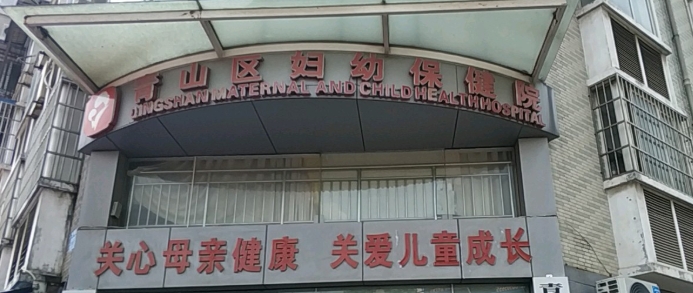 青山区妇幼保健院
QINGSHAN MATERNAL AND CHILD HEALTH HOSPITAL
关心母亲健康 关爱儿童成长